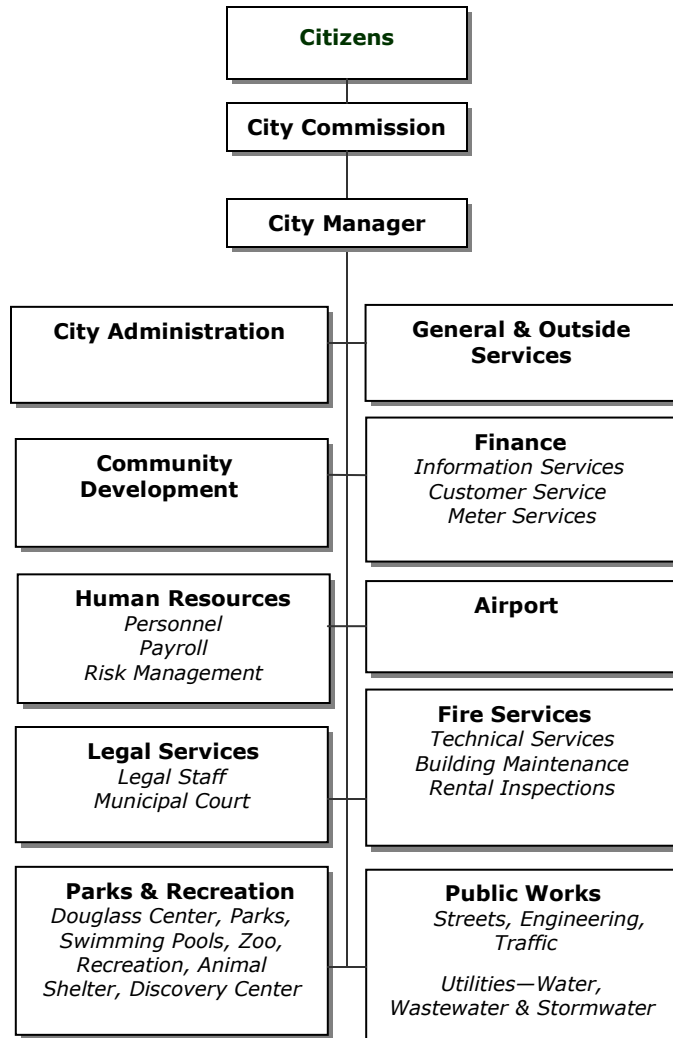 Citizens
City Commission
City Manager
City Administration
General & Outside
Services
Community
Development
Finance
Information Services
Customer Service
Meter Services
Human Resources
Personnel
Payroll
Risk Management
Airport
Legal Services
Legal Staff
Municipal Court
Fire Services
Technical Services
Building Maintenance
Rental Inspections
Parks & Recreation
Douglass Center, Parks,
Swimming Pools, Zoo,
Recreation, Animal
Shelter, Discovery Center
Public Works
Streets, Engineering,
Traffic
Utilities—Water,
Wastewater & Stormwater